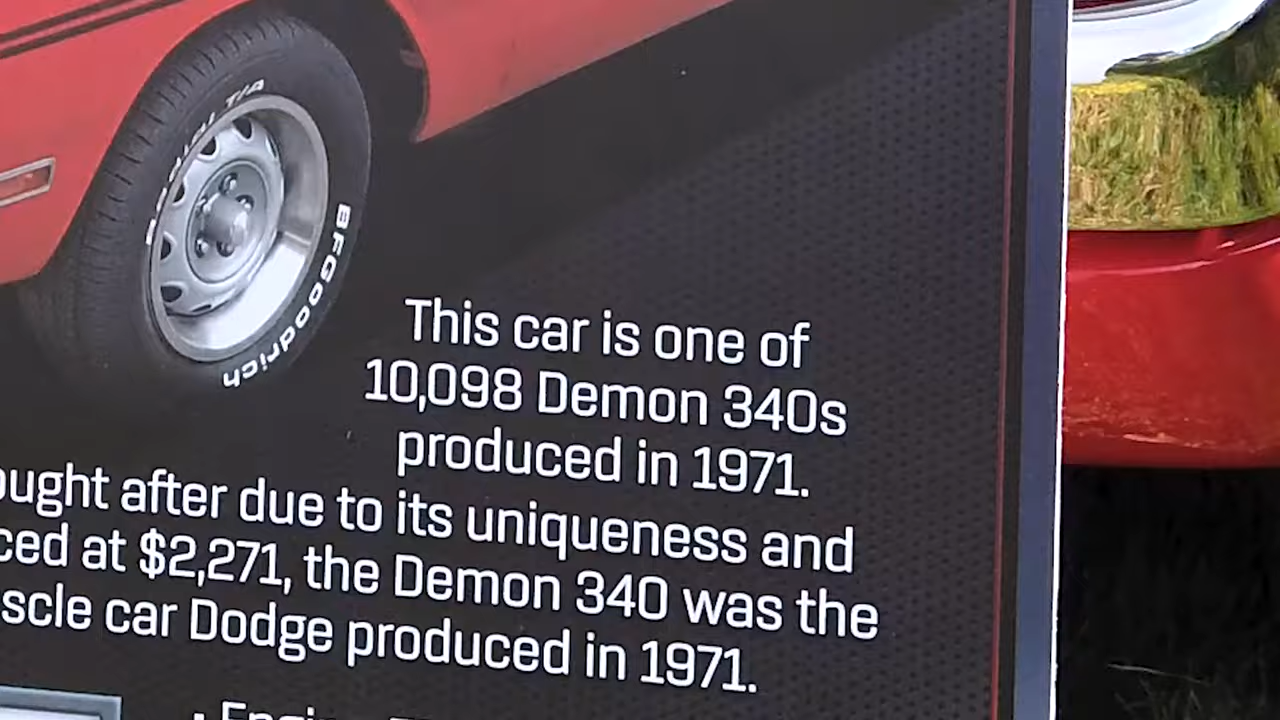 Radial T/A
BFGoodrich
This car is one of
10,098 Demon 340s
produced in 1971.
ought after due to its uniqueness and
ced at $2,271, the Demon 340 was the
scle car Dodge produced in 1971.